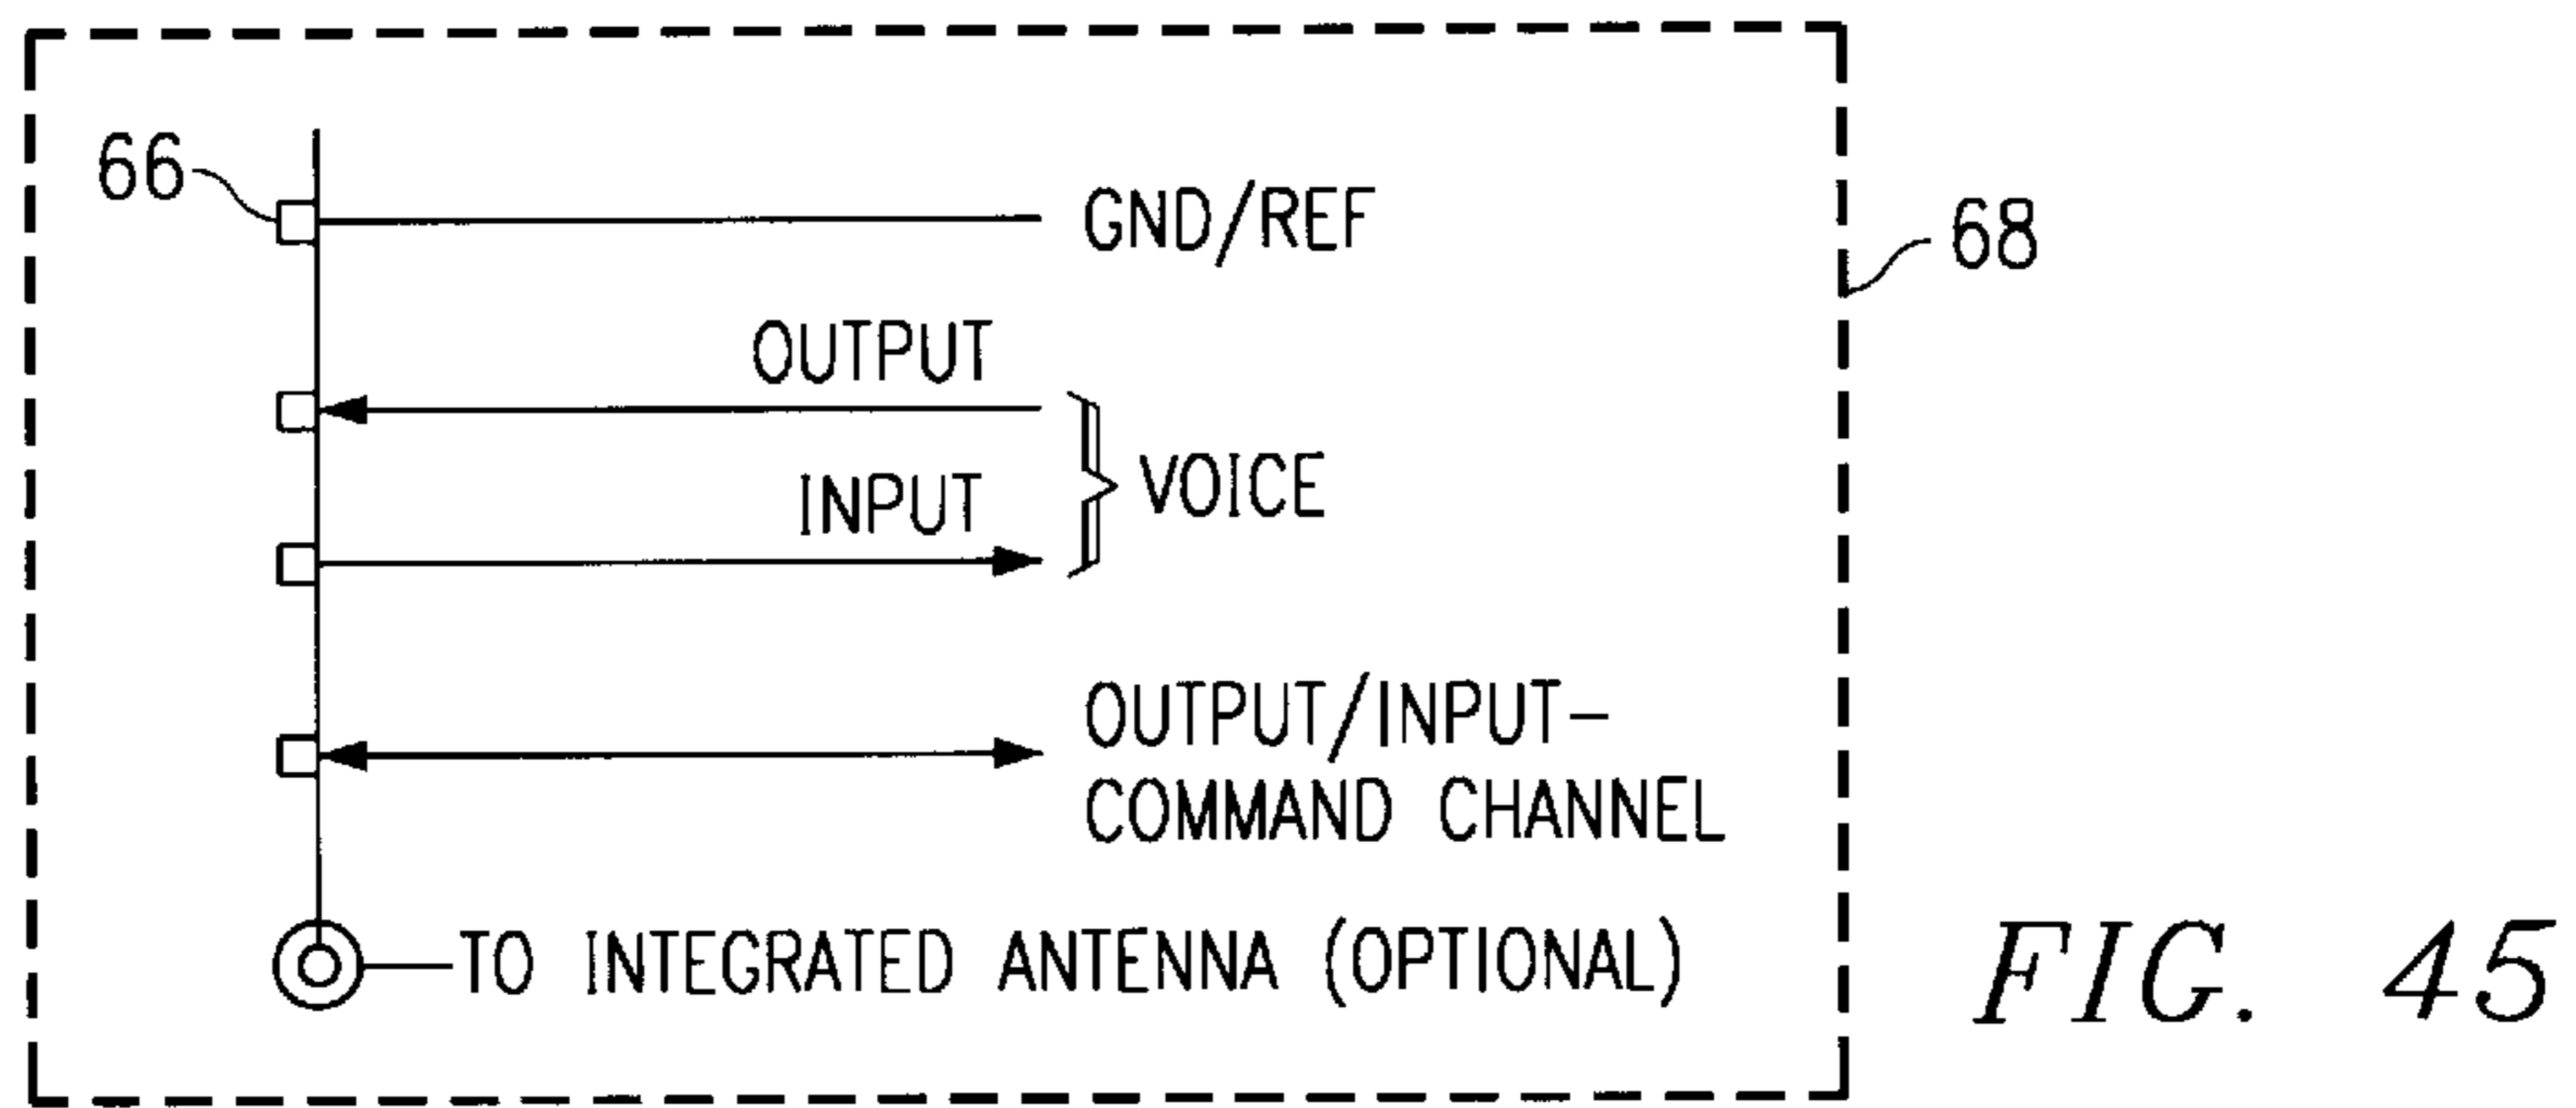 66
GND/REF
68
OUTPUT
INPUT
VOICE
OUTPUT/INPUT-
COMMAND CHANNEL
TO INTEGRATED ANTENNA (OPTIONAL)
FIG. 45